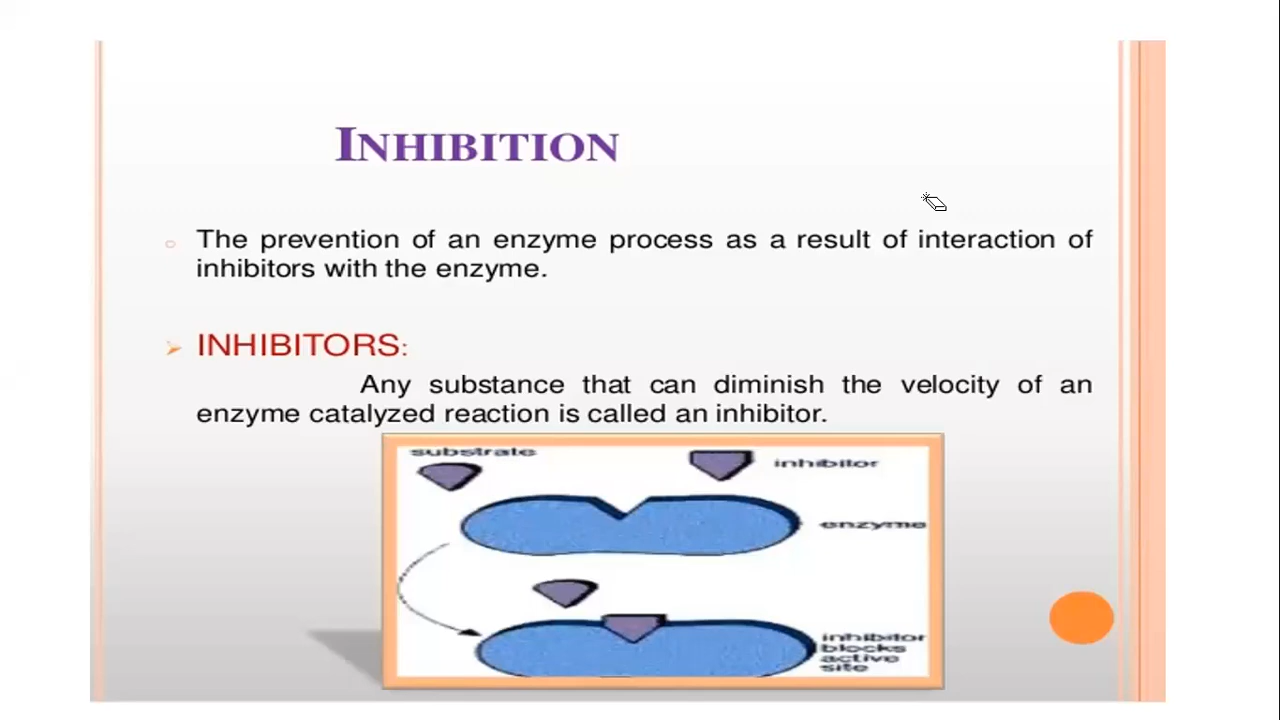 INHIBITION
The prevention of an enzyme process as a result of interaction of
inhibitors with the enzyme.
INHIBITORS:
Any substance that can diminish the velocity of an
enzyme catalyzed reaction is called an inhibitor.
substrate
inhibitor
enzyme
inhibitor
blocks
active
site